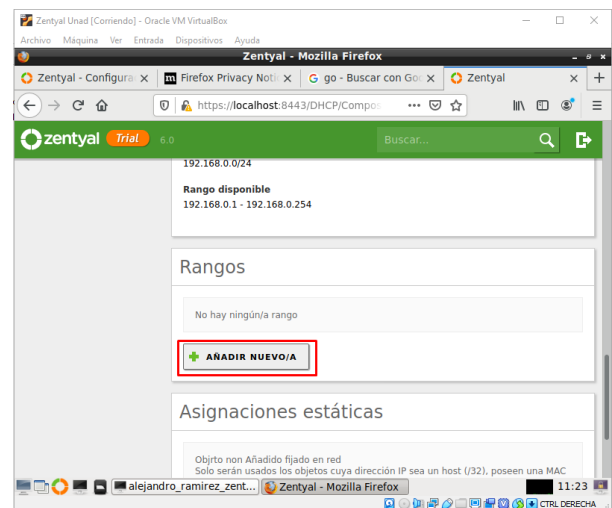 Zentyal Unad [Corriendo] - Oracle VM VirtualBox
Archivo Máquina Ver Entrada Dispositivos Ayuda
Zentyal - Mozilla Firefox
Zentyal - Configura
Firefox Privacy Notic
go - Buscar con Goo
Zentyal
https://localhost:8443/DHCP/Compos
zentyal Trial 6.0 Buscar...
192.168.0.0/24
Rango disponible
192.168.0.1 - 192.168.0.254
Rangos
No hay ningún/a rango
AÑADIR NUEVO/A
Asignaciones estáticas
Objrto non Añadido fijado en red
Solo serán usados los objetos cuya dirección IP sea un host (/32), poseen una MAC
alejandro_ramirez_zent...
Zentyal - Mozilla Firefox
11:23
CTRL DERECHA